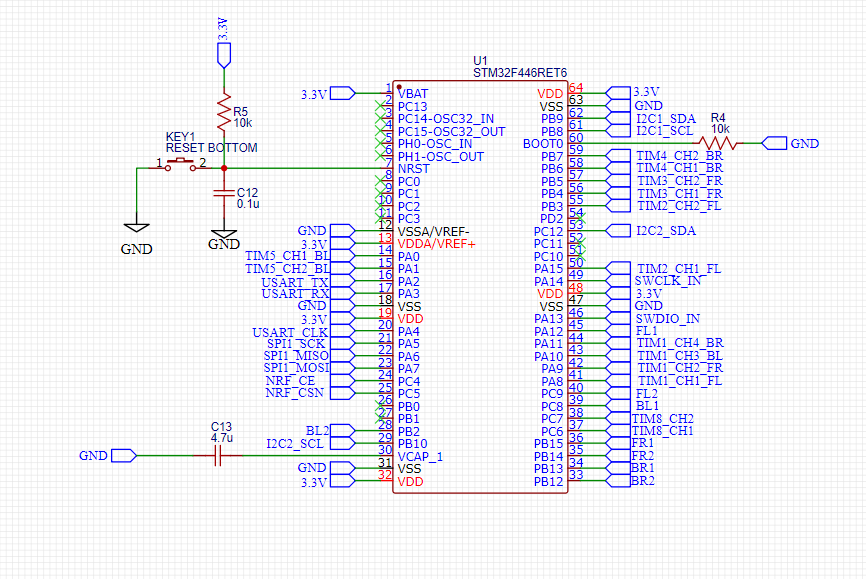 3.3V
R5
10k
KEY1
RESET BOTTOM
1 2
C12
0.1u
GND
GND
U1
STM32F446RET6
3.3V 1 VBAT
2 PC13
3 PC14-OSC32_IN
4 PC15-OSC32_OUT
5 PH0-OSC_IN
6 PH1-OSC_OUT
7 NRST
8 PC0
9 PC1
10 PC2
11 PC3
GND 12 VSSA/VREF-
3.3V 13 VDDA/VREF+
TIM5_CH1_BL 14 PA0
TIM5_CH2_BL 15 PA1
USART_TX 16 PA2
USART_RX 17 PA3
GND 18 VSS
3.3V 19 VDD
USART_CLK 20 PA4
SPI1_SCK 21 PA5
SPI1_MISO 22 PA6
SPI1_MOSI 23 PA7
NRF_CE 24 PC4
NRF_CSN 25 PC5
26 PB0
27 PB1
BL2 28 PB2
I2C2_SCL 29 PB10
C13
4.7u
GND 30 VCAP_1
GND 31 VSS
3.3V 32 VDD
VDD 64 3.3V
VSS 63 GND
PB9 62 I2C1_SDA
PB8 61 I2C1_SCL
R4
10k
BOOT0 60 GND
PB7 59 TIM4_CH2_BR
PB6 58 TIM4_CH1_BR
PB5 57 TIM3_CH2_FR
PB4 56 TIM3_CH1_FR
PB3 55 TIM2_CH2_FL
PD2 54
PC12 53 I2C2_SDA
PC11 52
PC10 51
PA15 50 TIM2_CH1_FL
PA14 49 SWCLK_IN
VDD 48 3.3V
VSS 47 GND
PA13 46 SWDIO_IN
PA12 45 FL1
PA11 44 TIM1_CH4_BR
PA10 43 TIM1_CH3_BL
PA9 42 TIM1_CH2_FR
PA8 41 TIM1_CH1_FL
PC9 40 FL2
PC8 39 BL1
PC7 38 TIM8_CH2
PC6 37 TIM8_CH1
PB15 36 FR1
PB14 35 FR2
PB13 34 BR1
PB12 33 BR2